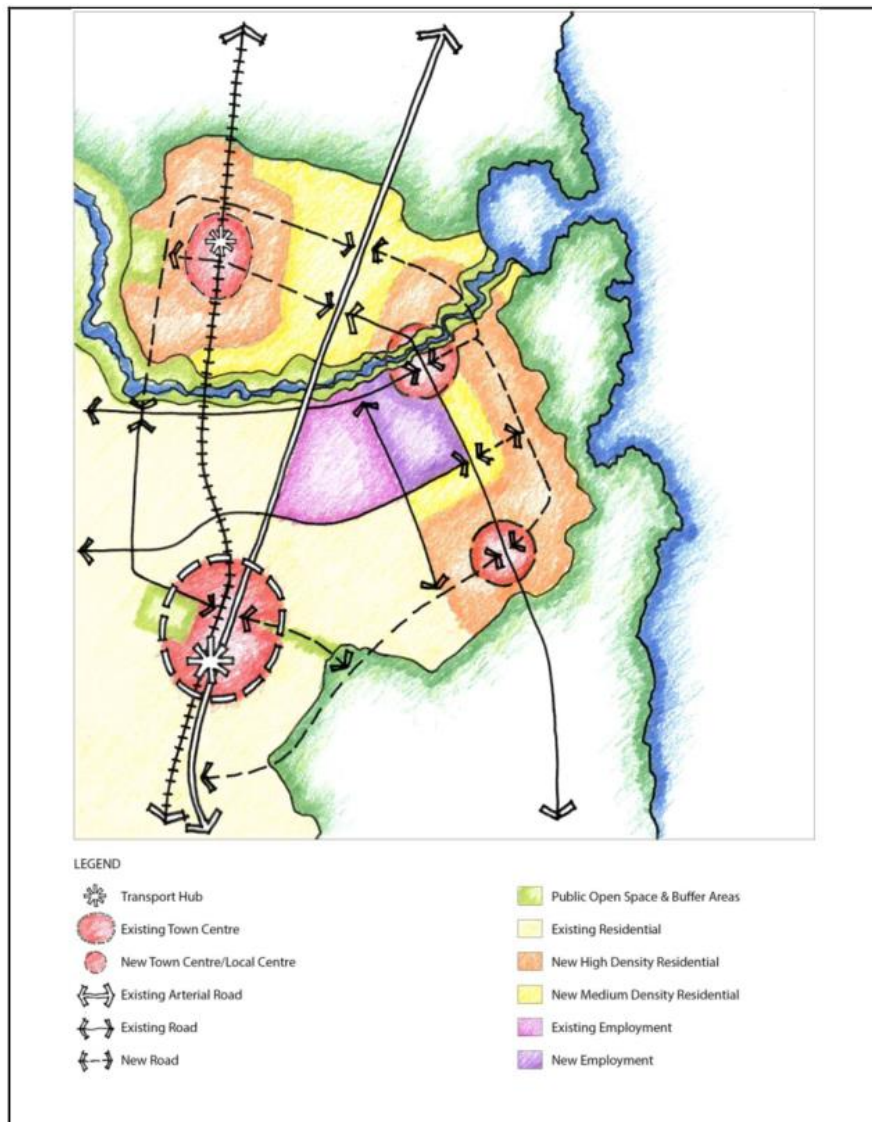 LEGEND
Transport Hub
Existing Town Centre
New Town Centre/Local Centre
Existing Arterial Road
Existing Road
New Road
Public Open Space & Buffer Areas
Existing Residential
New High Density Residential
New Medium Density Residential
Existing Employment
New Employment